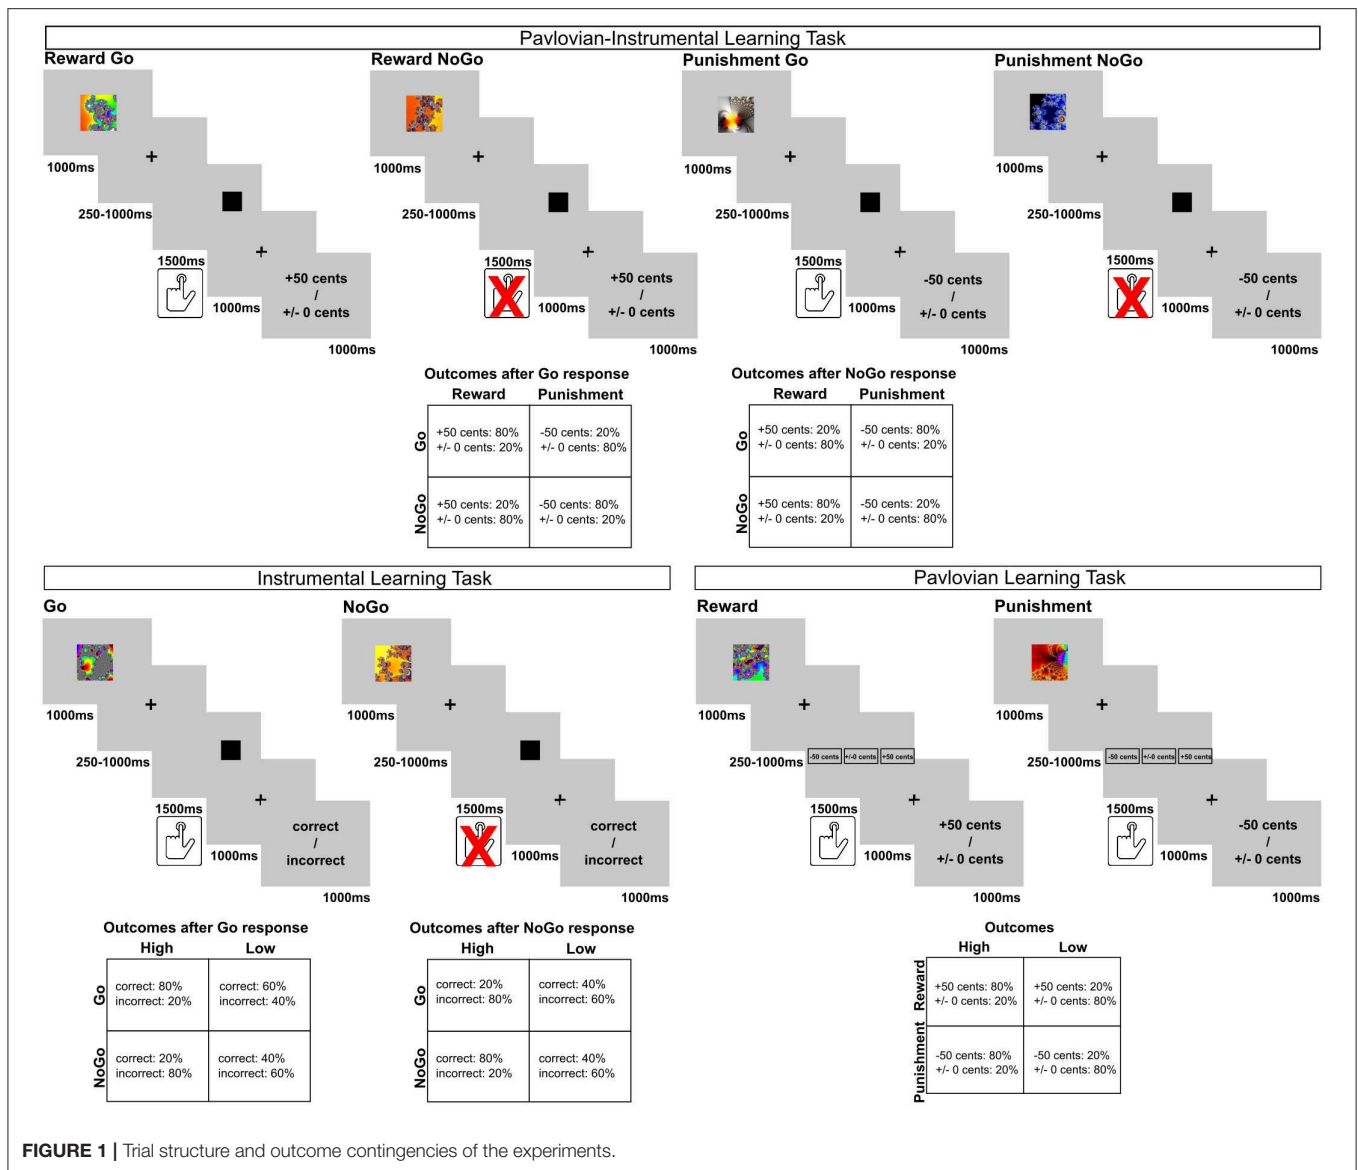 Pavlovian-Instrumental Learning Task
Reward Go
1000ms
250-1000ms
1500ms
1000ms
+50 cents
/
+/- 0 cents
1000ms
Reward NoGo
1000ms
250-1000ms
1500ms
X
1000ms
+50 cents
/
+/- 0 cents
1000ms
Punishment Go
1000ms
250-1000ms
1500ms
1000ms
-50 cents
/
+/- 0 cents
1000ms
Punishment NoGo
1000ms
250-1000ms
1500ms
X
1000ms
-50 cents
/
+/- 0 cents
1000ms
Outcomes after Go response
Reward Punishment
Go
+50 cents: 80% -50 cents: 20%
+/- 0 cents: 20% +/- 0 cents: 80%
NoGo
+50 cents: 20% -50 cents: 80%
+/- 0 cents: 80% +/- 0 cents: 20%
Outcomes after NoGo response
Reward Punishment
Go
+50 cents: 20% -50 cents: 80%
+/- 0 cents: 80% +/- 0 cents: 20%
NoGo
+50 cents: 80% -50 cents: 20%
+/- 0 cents: 20% +/- 0 cents: 80%
Instrumental Learning Task
Go
1000ms
250-1000ms
1500ms
1000ms
correct
/
incorrect
1000ms
NoGo
1000ms
250-1000ms
1500ms
X
1000ms
correct
/
incorrect
1000ms
Outcomes after Go response
High Low
Go
correct: 80% correct: 60%
incorrect: 20% incorrect: 40%
NoGo
correct: 20% correct: 40%
incorrect: 80% incorrect: 60%
Outcomes after NoGo response
High Low
Go
correct: 20% correct: 40%
incorrect: 80% incorrect: 60%
NoGo
correct: 80% correct: 40%
incorrect: 20% incorrect: 60%
Pavlovian Learning Task
Reward
1000ms
250-1000ms
-50 cents +/-0 cents +50 cents
1500ms
1000ms
+50 cents
/
+/- 0 cents
1000ms
Punishment
1000ms
250-1000ms
-50 cents +/-0 cents +50 cents
1500ms
1000ms
-50 cents
/
+/- 0 cents
1000ms
Outcomes
High Low
Reward
+50 cents: 80% +50 cents: 20%
+/- 0 cents: 20% +/- 0 cents: 80%
Punishment
-50 cents: 80% -50 cents: 20%
+/- 0 cents: 20% +/- 0 cents: 80%
FIGURE 1 | Trial structure and outcome contingencies of the experiments.